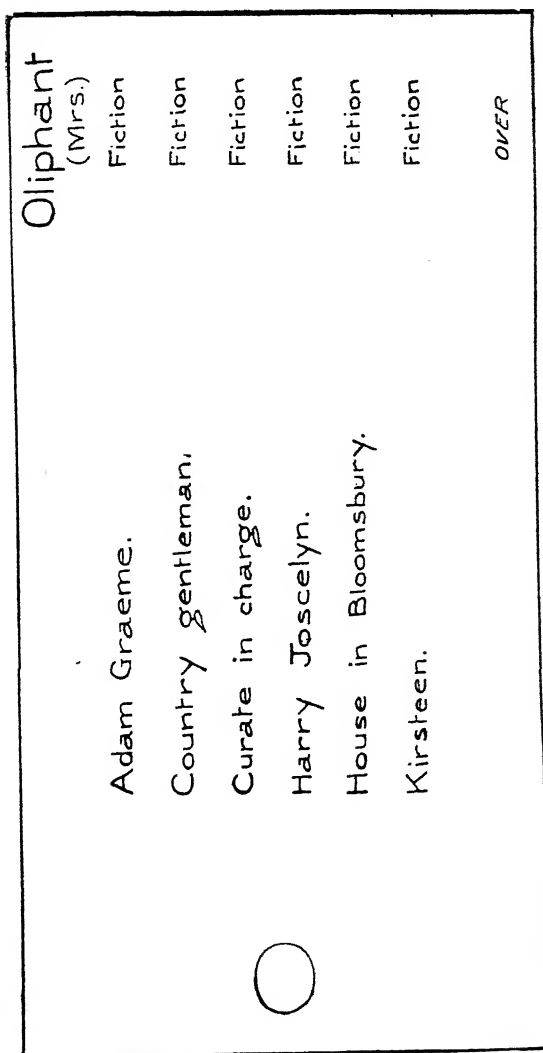 Oliphant
(Mrs.)
Adam Graeme. Fiction
Country gentleman. Fiction
Curate in charge. Fiction
Harry Joscelyn. Fiction
House in Bloomsbury. Fiction
Kirsteen. Fiction
OVER